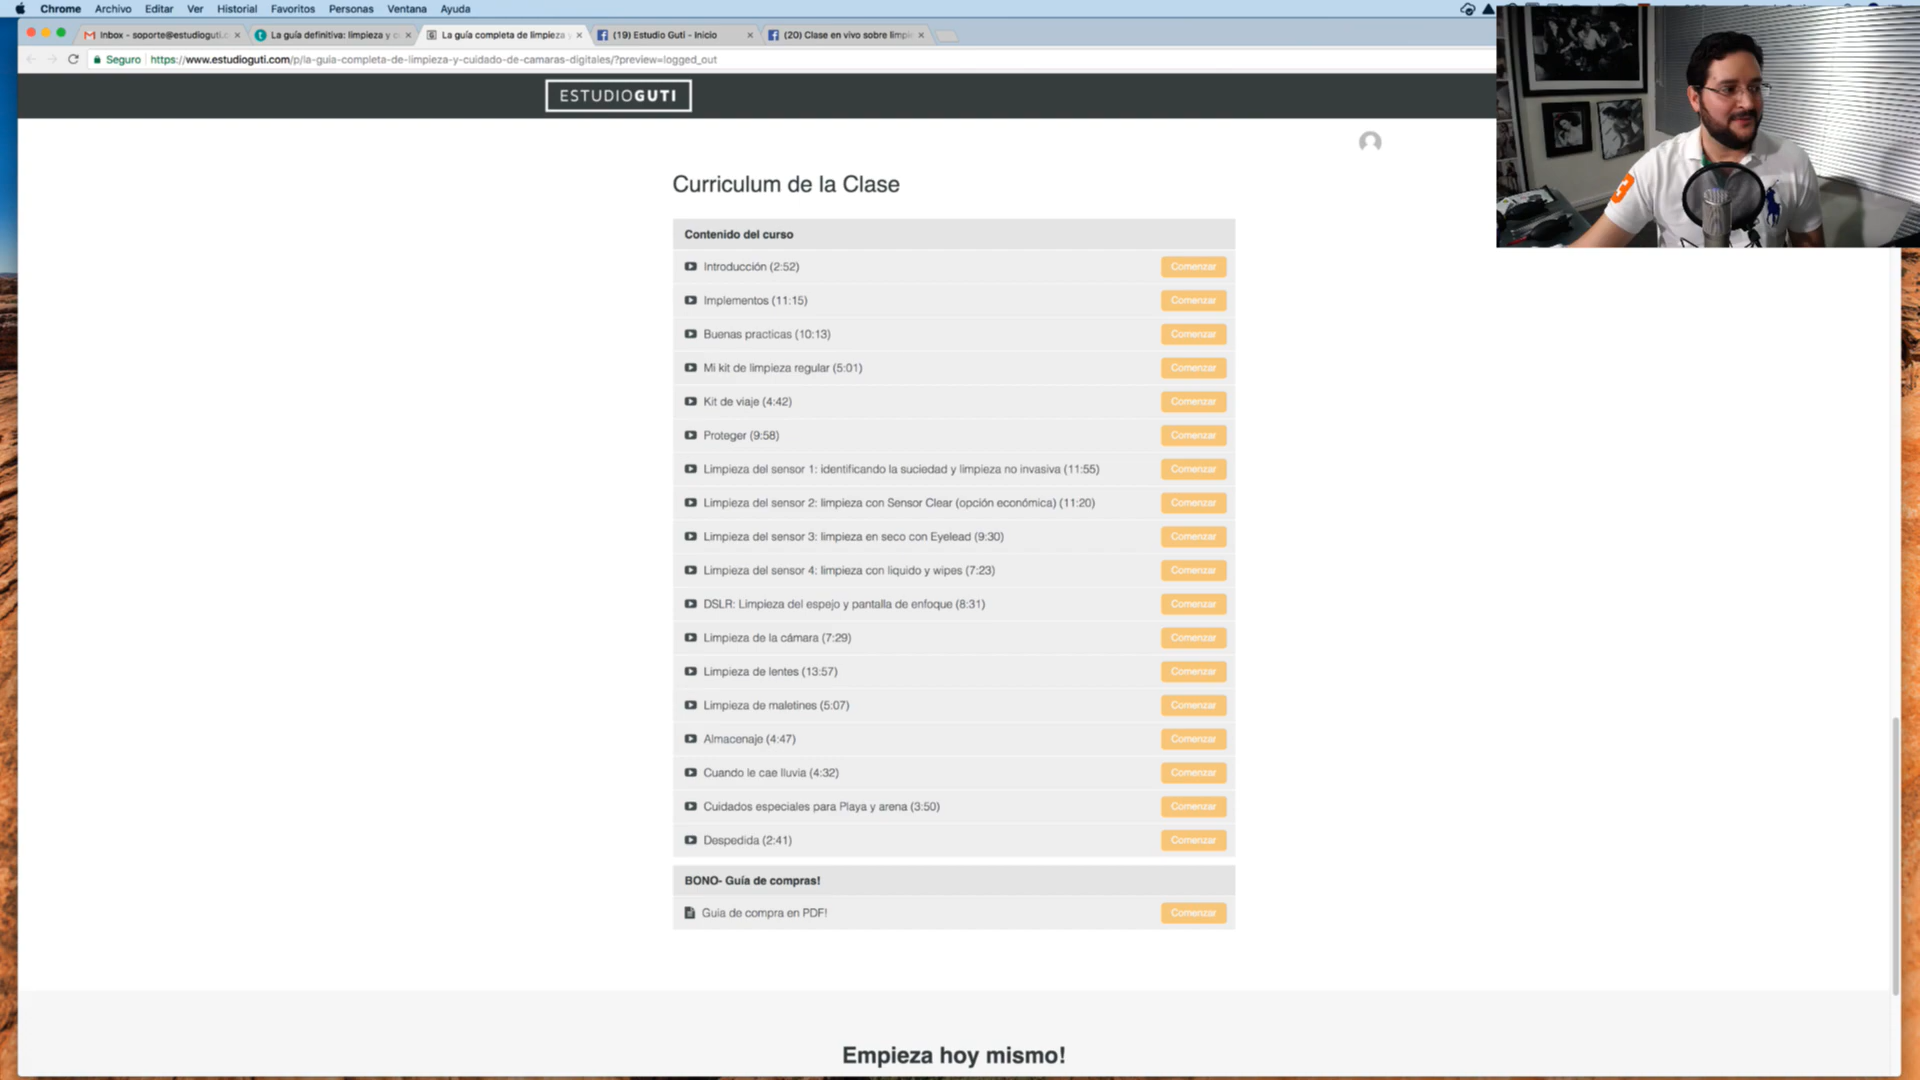 Chrome Archivo Editar Ver Historial Favoritos Personas Ventana Ayuda
Inbox - soporte@estudioguti.c
La guía definitiva: limpieza y c
La guía completa de limpieza
(19) Estudio Guti - Inicio
(20) Clase en vivo sobre limpie
Seguro https://www.estudioguti.com/p/la-guia-completa-de-limpieza-y-cuidado-de-camaras-digitales/?preview=logged_out
ESTUDIOGUTI
Curriculum de la Clase
Contenido del curso
Introducción (2:52) Comenzar
Implementos (11:15) Comenzar
Buenas practicas (10:13) Comenzar
Mi kit de limpieza regular (5:01) Comenzar
Kit de viaje (4:42) Comenzar
Proteger (9:58) Comenzar
Limpieza del sensor 1: identificando la suciedad y limpieza no invasiva (11:55) Comenzar
Limpieza del sensor 2: limpieza con Sensor Clear (opción económica) (11:20) Comenzar
Limpieza del sensor 3: limpieza en seco con Eyelead (9:30) Comenzar
Limpieza del sensor 4: limpieza con liquido y wipes (7:23) Comenzar
DSLR: Limpieza del espejo y pantalla de enfoque (8:31) Comenzar
Limpieza de la cámara (7:29) Comenzar
Limpieza de lentes (13:57) Comenzar
Limpieza de maletines (5:07) Comenzar
Almacenaje (4:47) Comenzar
Cuando le cae lluvia (4:32) Comenzar
Cuidados especiales para Playa y arena (3:50) Comenzar
Despedida (2:41) Comenzar
BONO- Guía de compras!
Guia de compra en PDF! Comenzar
Empieza hoy mismo!